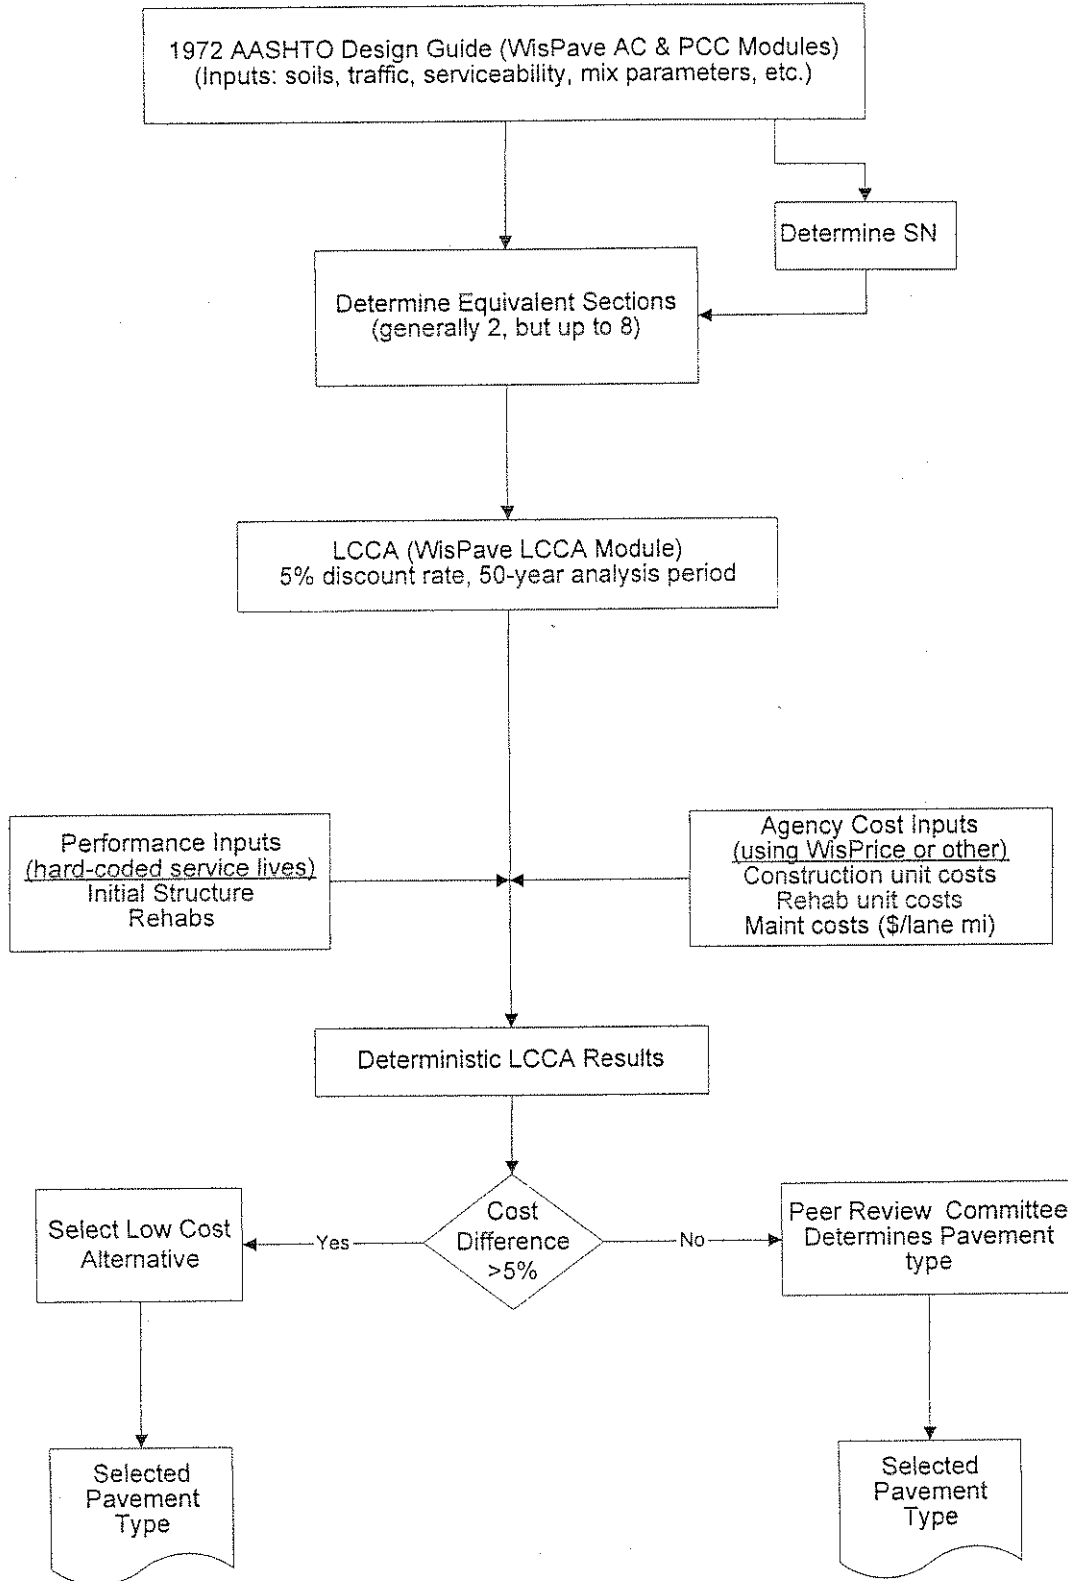 1972 AASHTO Design Guide (WisPave AC & PCC Modules)
(Inputs: soils, traffic, serviceability, mix parameters, etc.)
Determine SN
Determine Equivalent Sections
(generally 2, but up to 8)
LCCA (WisPave LCCA Module)
5% discount rate, 50-year analysis period
Performance Inputs
(hard-coded service lives)
Initial Structure
Rehabs
Agency Cost Inputs
(using WisPrice or other)
Construction unit costs
Rehab unit costs
Maint costs ($/lane mi)
Deterministic LCCA Results
Cost
Difference
>5%
Yes
No
Select Low Cost
Alternative
Peer Review Committee
Determines Pavement
type
Selected
Pavement
Type
Selected
Pavement
Type